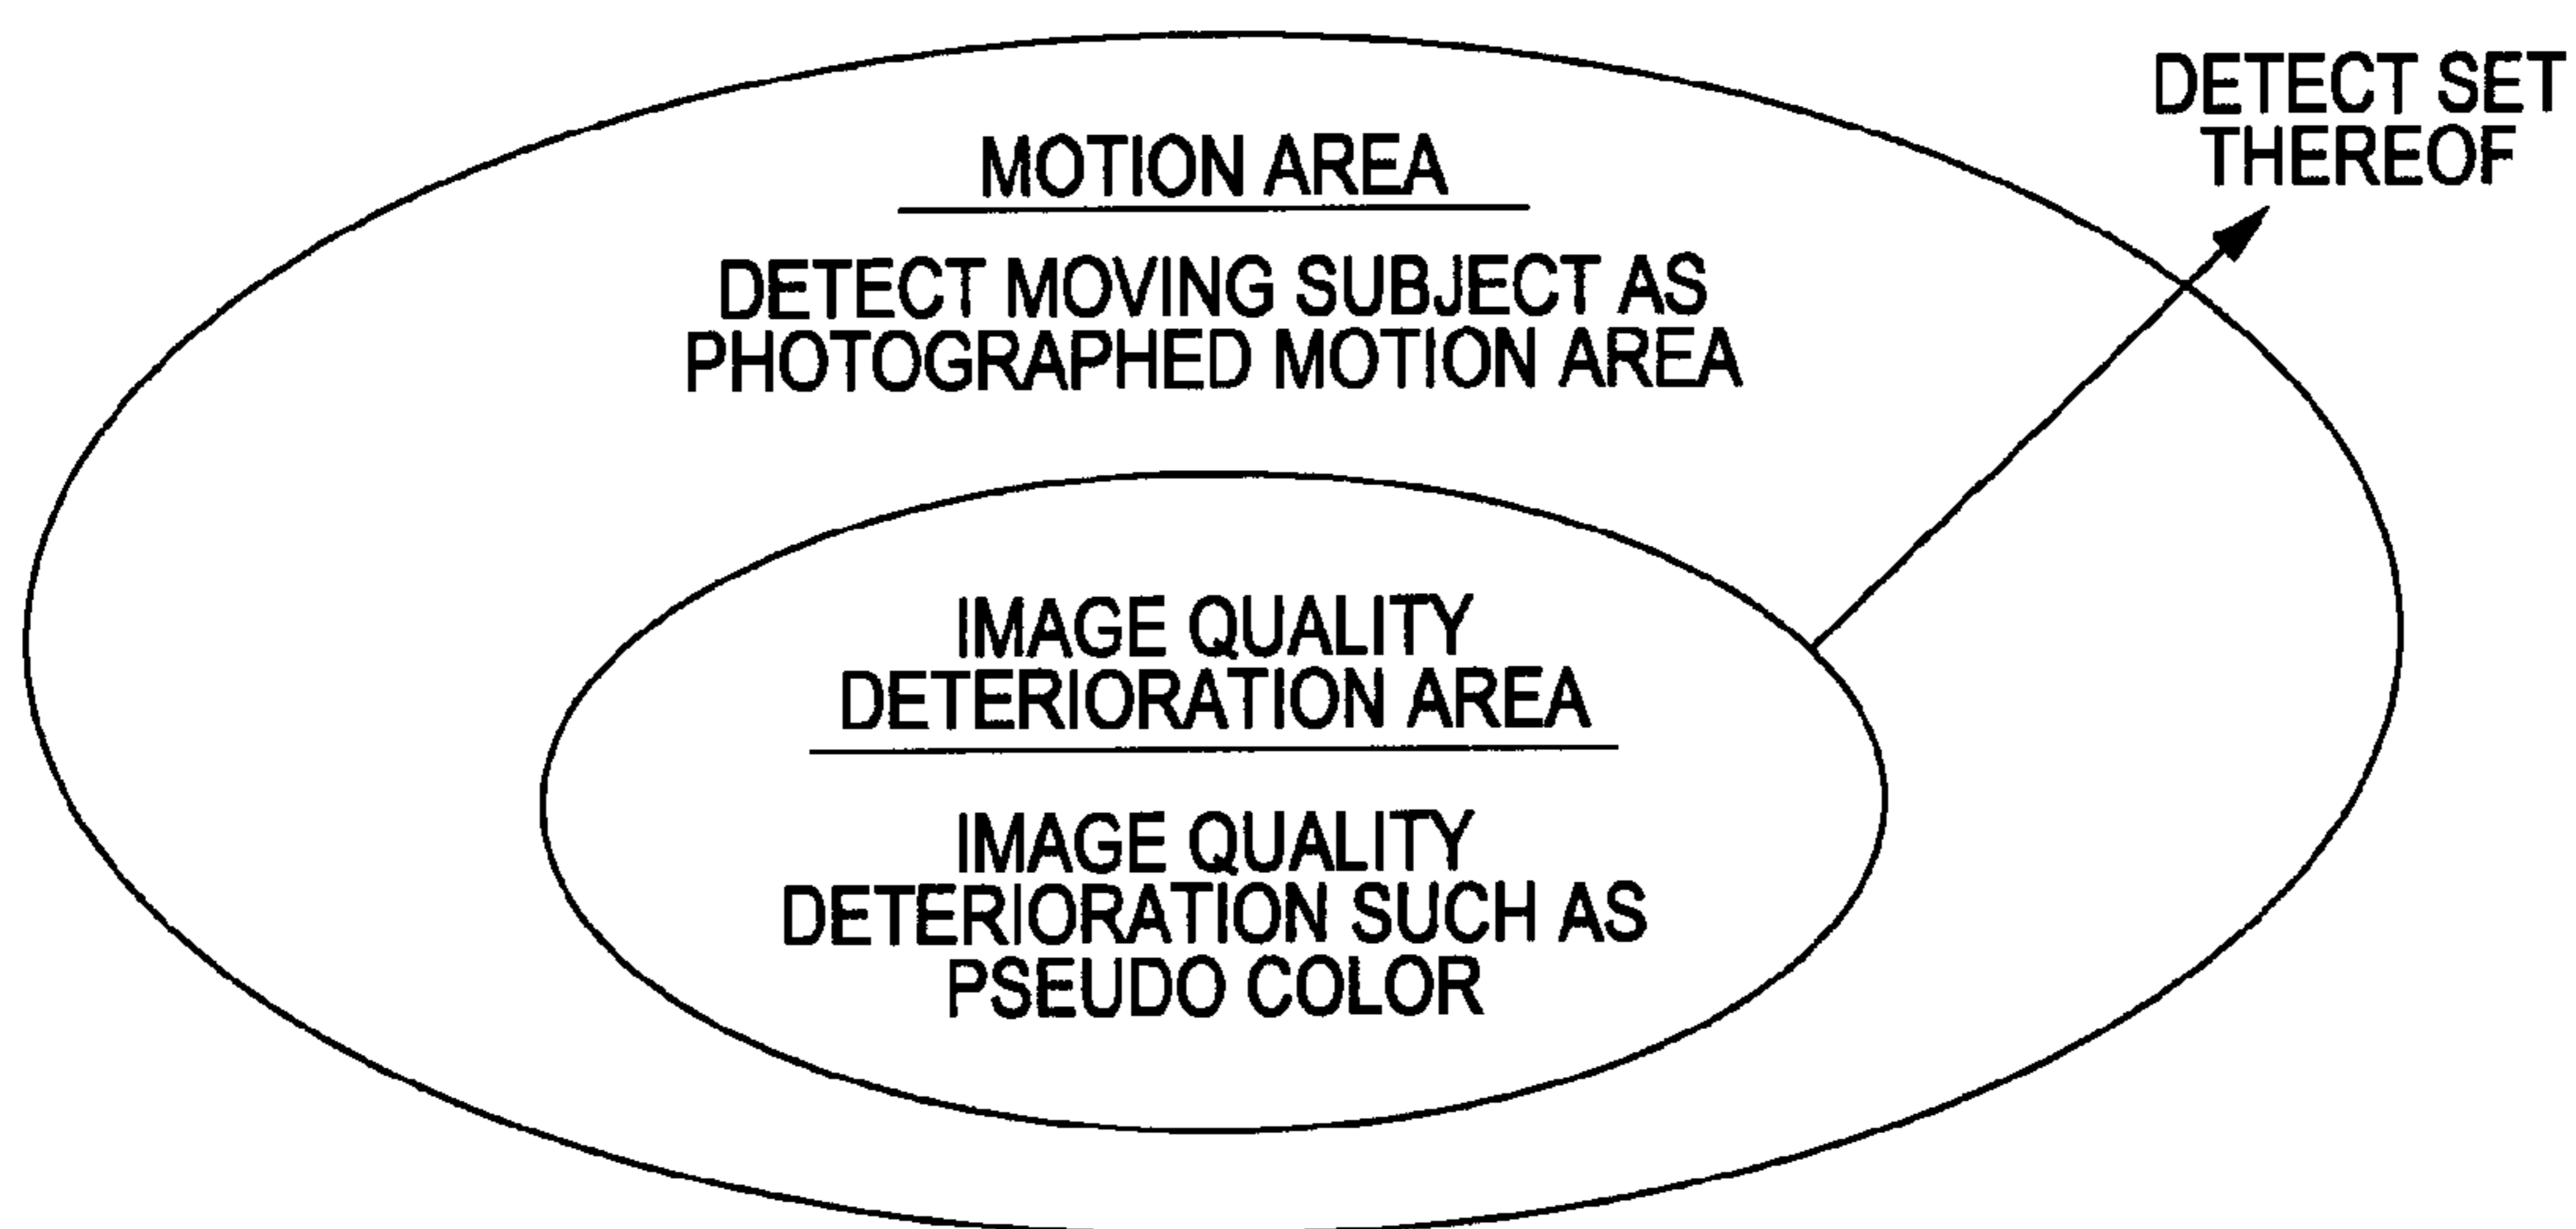 DETECT SET
THEREOF
MOTION AREA
DETECT MOVING SUBJECT AS
PHOTOGRAPHED MOTION AREA
IMAGE QUALITY
DETERIORATION AREA
IMAGE QUALITY
DETERIORATION SUCH AS
PSEUDO COLOR